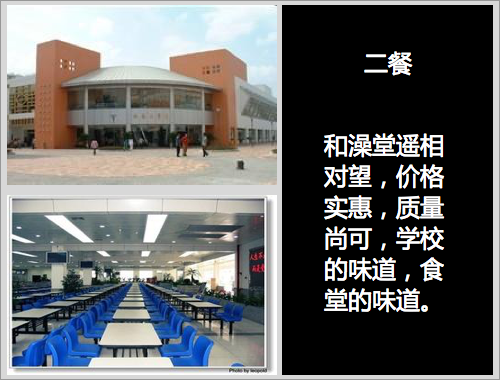 二餐
和澡堂遥相
对望，价格
实惠，质量
尚可，学校
的味道，食
堂的味道。
Photo by leopold